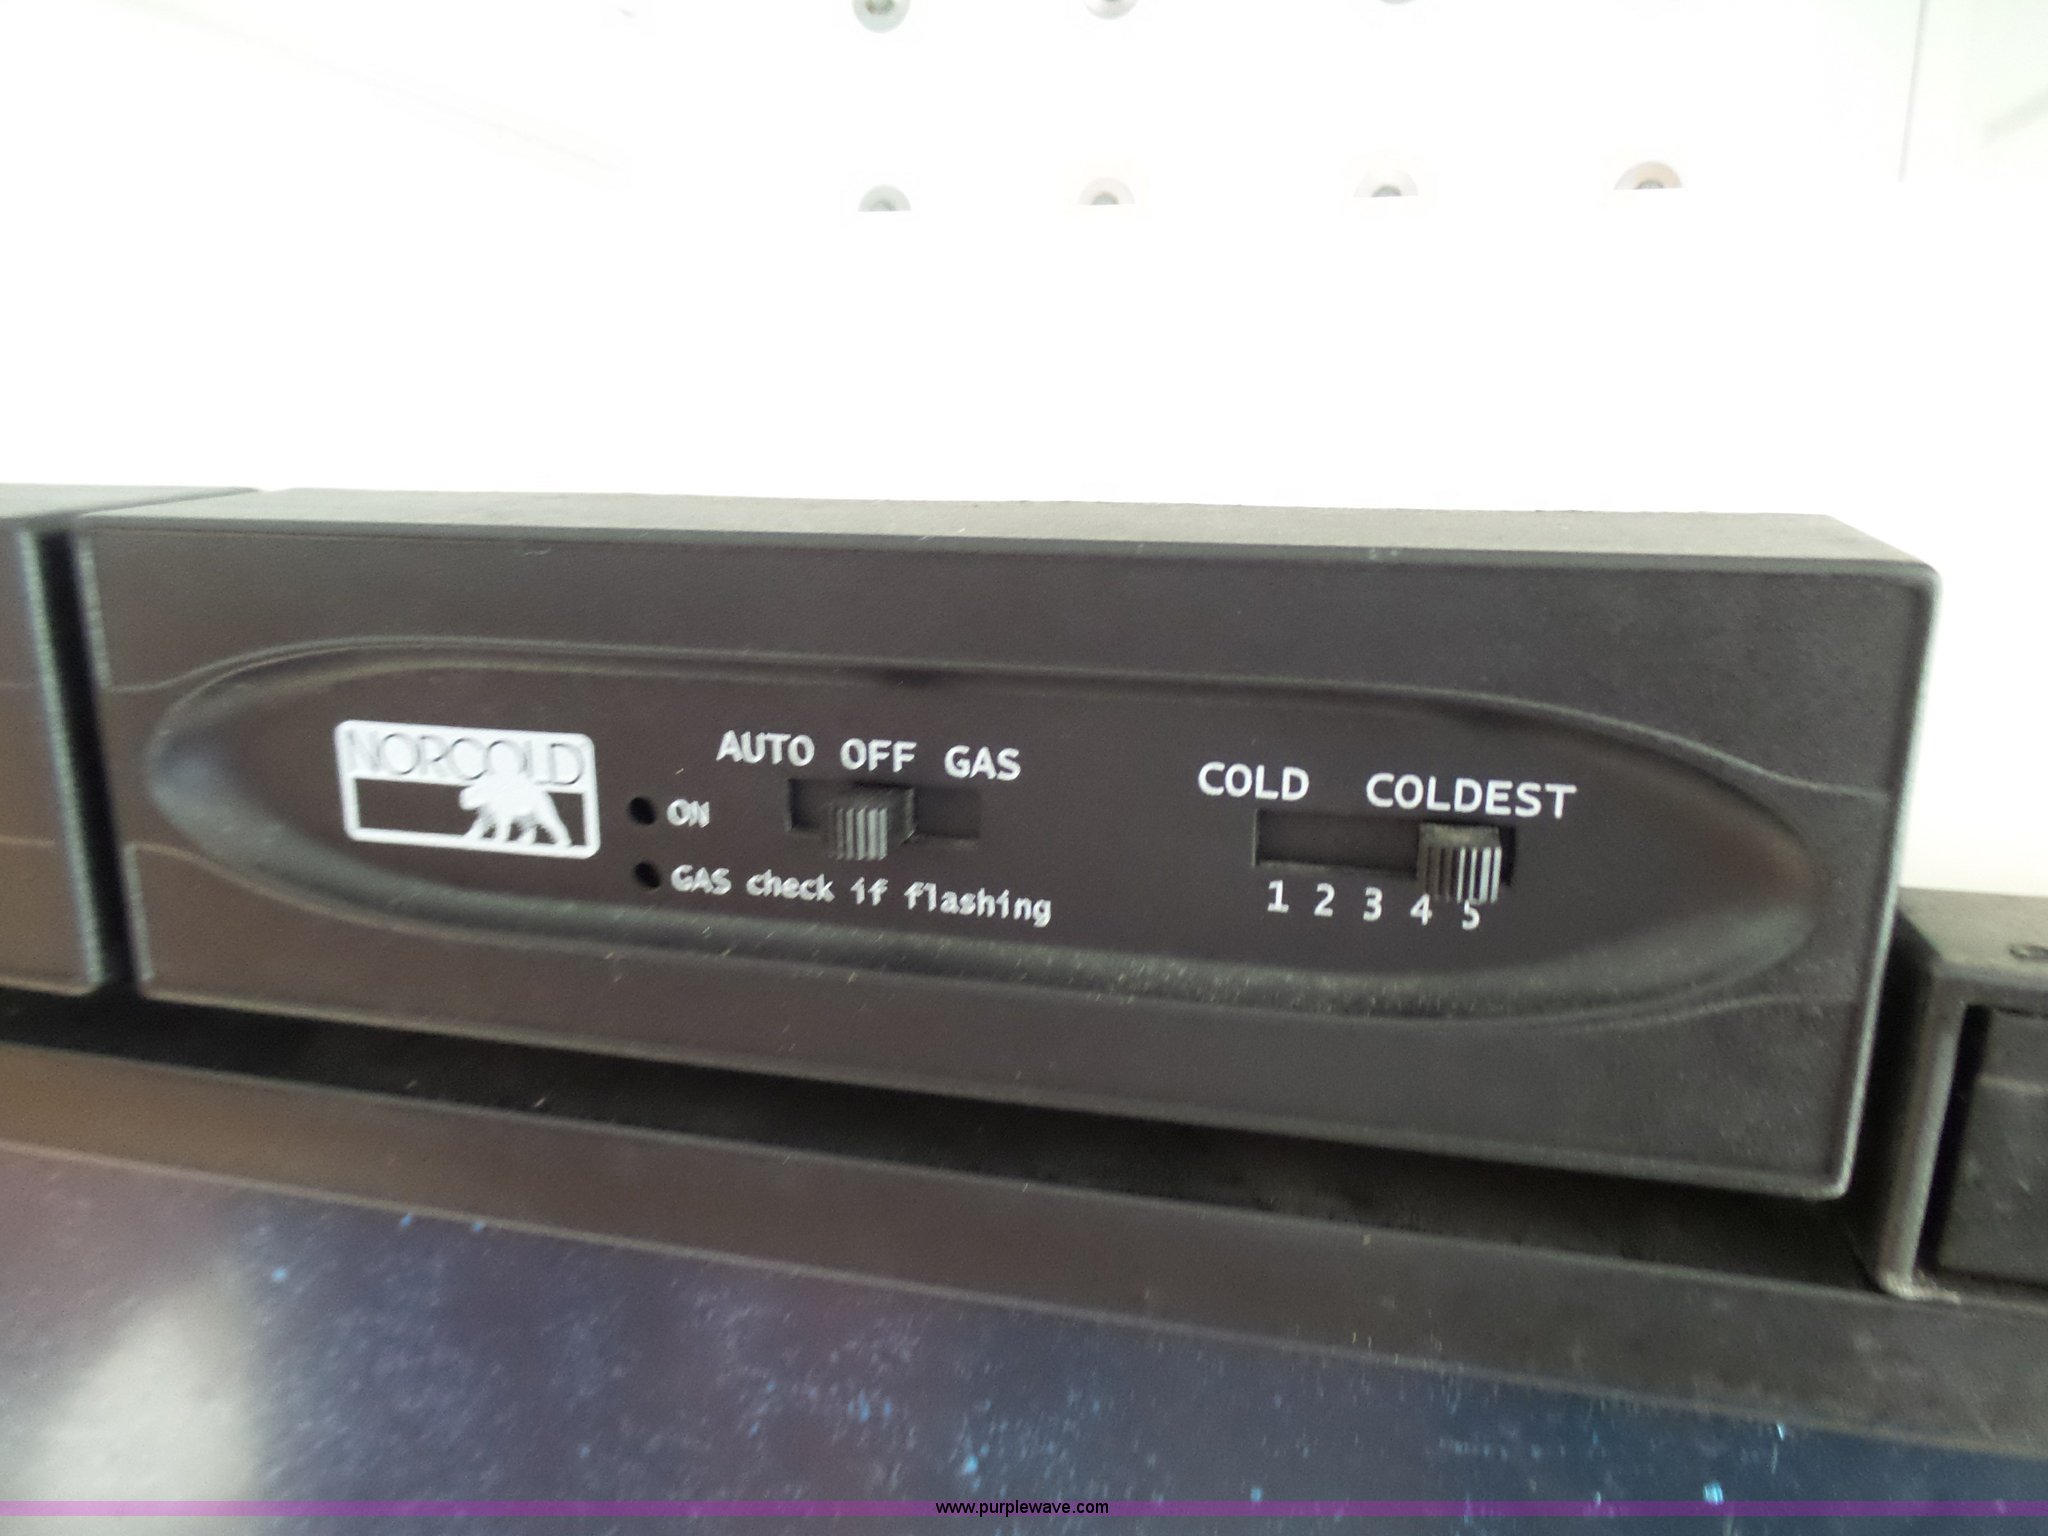 NORCOLD
AUTO OFF GAS
ON
GAS check if flashing
COLD COLDEST
1 2 3 4 5
www.purplewave.com